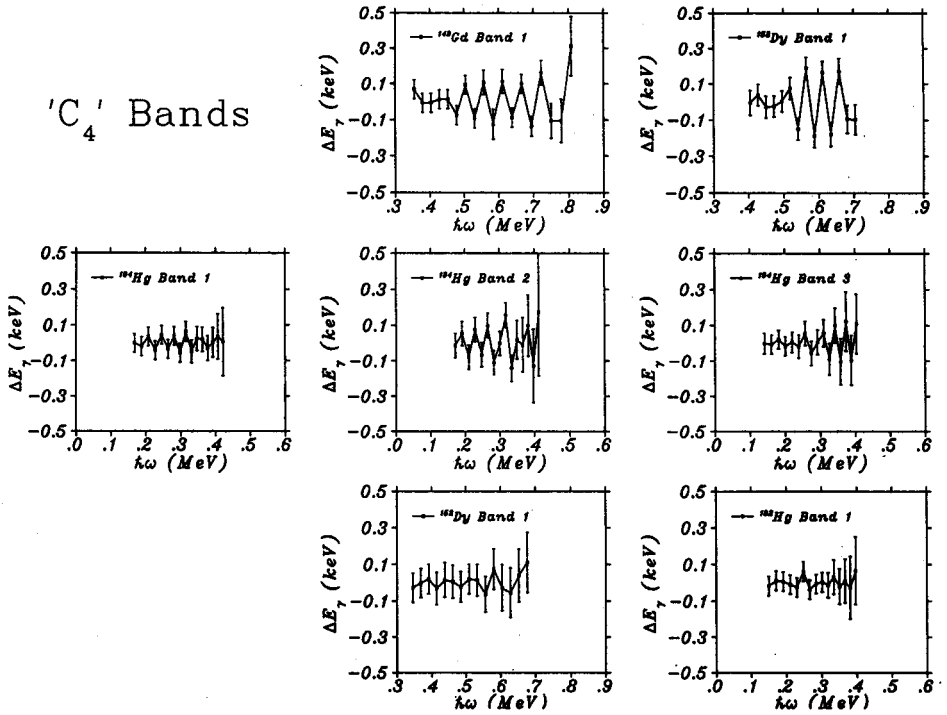 'C₄' Bands
0.5
0.3
0.1
−0.1
−0.3
−0.5
ΔEγ (keV)
¹⁴⁹Gd Band 1
.3 .4 .5 .6 .7 .8 .9
ħω (MeV)
0.5
0.3
0.1
−0.1
−0.3
−0.5
ΔEγ (keV)
Dy Band 1
.3 .4 .5 .6 .7 .8 .9
ħω (MeV)
0.5
0.3
0.1
−0.1
−0.3
−0.5
ΔEγ (keV)
¹⁹⁴Hg Band 1
.0 .1 .2 .3 .4 .5 .6
ħω (MeV)
0.5
0.3
0.1
−0.1
−0.3
−0.5
ΔEγ (keV)
¹⁹⁴Hg Band 2
.0 .1 .2 .3 .4 .5 .6
ħω (MeV)
0.5
0.3
0.1
−0.1
−0.3
−0.5
ΔEγ (keV)
¹⁹⁴Hg Band 3
.0 .1 .2 .3 .4 .5 .6
ħω (MeV)
0.5
0.3
0.1
−0.1
−0.3
−0.5
ΔEγ (keV)
¹⁵²Dy Band 1
.3 .4 .5 .6 .7 .8 .9
ħω (MeV)
0.5
0.3
0.1
−0.1
−0.3
−0.5
ΔEγ (keV)
¹⁹²Hg Band 1
.0 .1 .2 .3 .4 .5 .6
ħω (MeV)